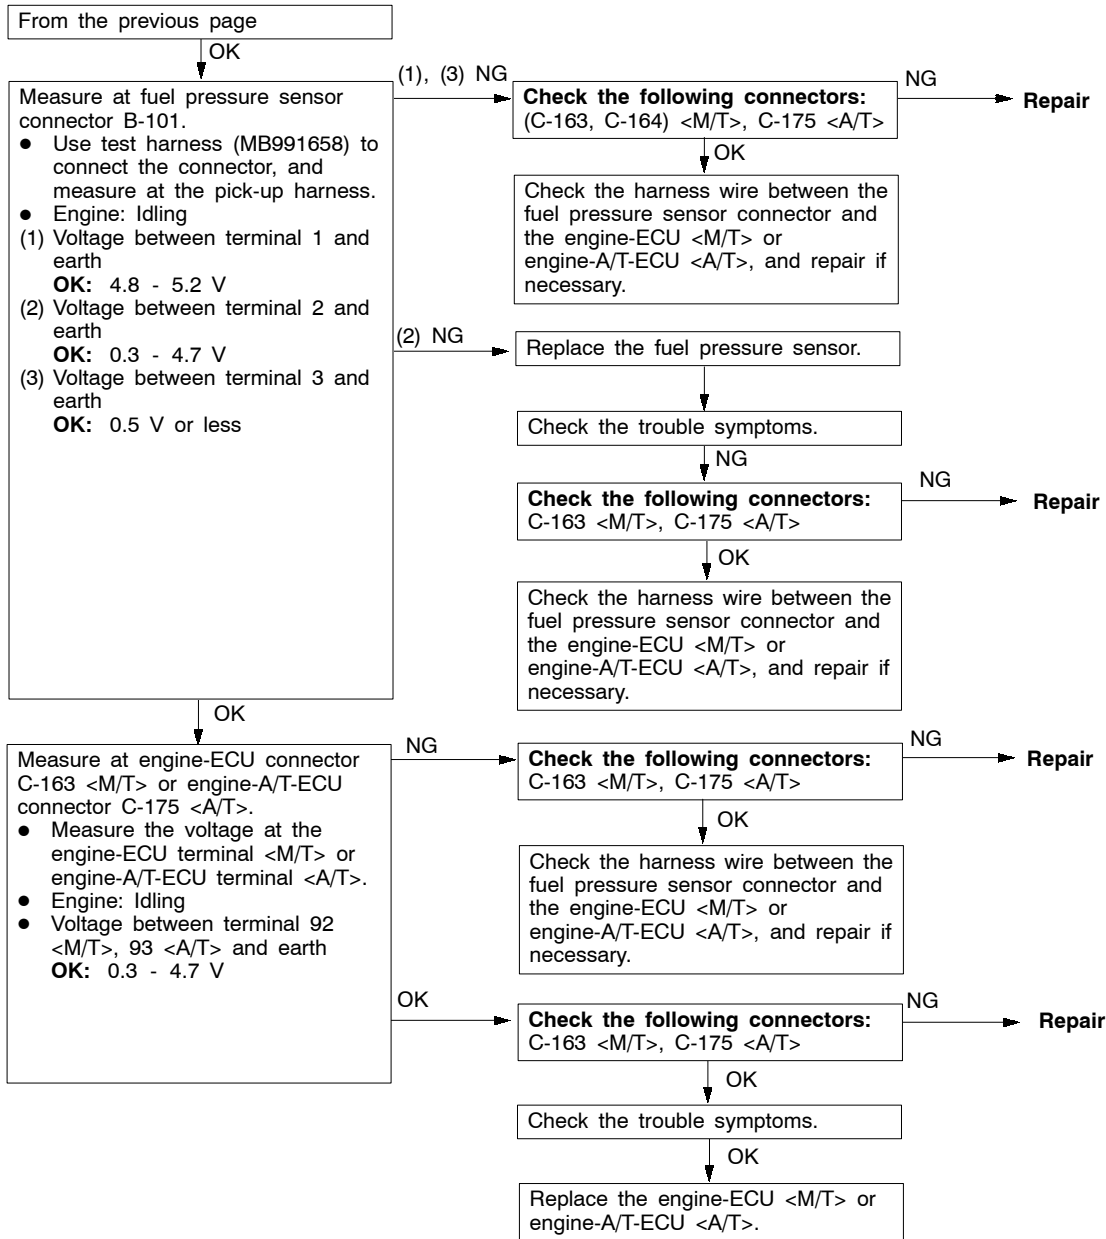 From the previous page
OK
Measure at fuel pressure sensor
connector B-101.
● Use test harness (MB991658) to
connect the connector, and
measure at the pick-up harness.
● Engine: Idling
(1) Voltage between terminal 1 and
earth
OK: 4.8 - 5.2 V
(2) Voltage between terminal 2 and
earth
OK: 0.3 - 4.7 V
(3) Voltage between terminal 3 and
earth
OK: 0.5 V or less
(1), (3) NG
Check the following connectors:
(C-163, C-164) <M/T>, C-175 <A/T>
NG
Repair
OK
Check the harness wire between the
fuel pressure sensor connector and
the engine-ECU <M/T> or
engine-A/T-ECU <A/T>, and repair if
necessary.
(2) NG
Replace the fuel pressure sensor.
Check the trouble symptoms.
NG
Check the following connectors:
C-163 <M/T>, C-175 <A/T>
NG
Repair
OK
Check the harness wire between the
fuel pressure sensor connector and
the engine-ECU <M/T> or
engine-A/T-ECU <A/T>, and repair if
necessary.
OK
Measure at engine-ECU connector
C-163 <M/T> or engine-A/T-ECU
connector C-175 <A/T>.
● Measure the voltage at the
engine-ECU terminal <M/T> or
engine-A/T-ECU terminal <A/T>.
● Engine: Idling
● Voltage between terminal 92
<M/T>, 93 <A/T> and earth
OK: 0.3 - 4.7 V
NG
Check the following connectors:
C-163 <M/T>, C-175 <A/T>
NG
Repair
OK
Check the harness wire between the
fuel pressure sensor connector and
the engine-ECU <M/T> or
engine-A/T-ECU <A/T>, and repair if
necessary.
OK
Check the following connectors:
C-163 <M/T>, C-175 <A/T>
NG
Repair
OK
Check the trouble symptoms.
OK
Replace the engine-ECU <M/T> or
engine-A/T-ECU <A/T>.